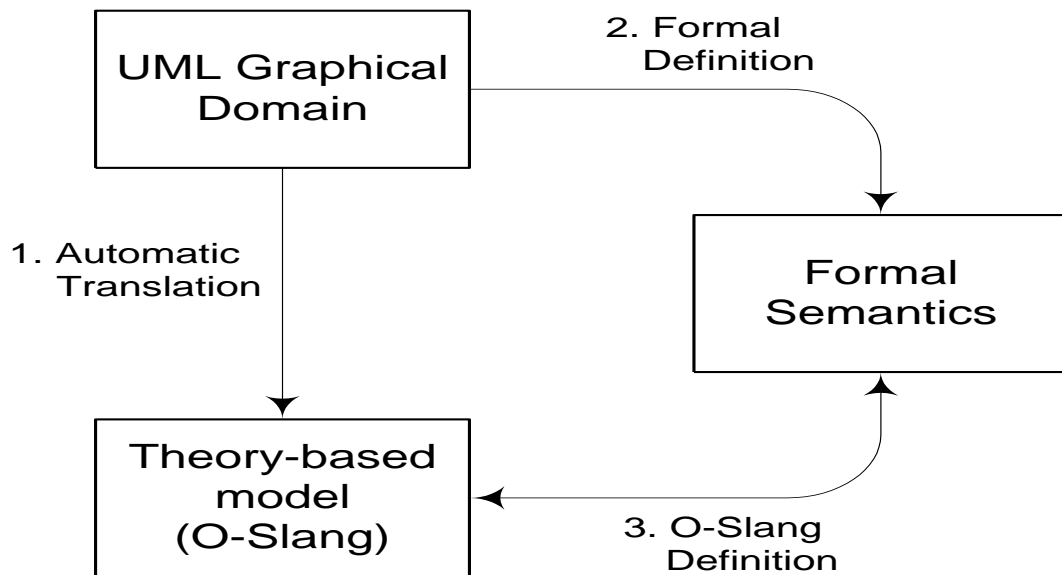 UML Graphical
Domain
2. Formal
Definition
1. Automatic
Translation
Formal
Semantics
Theory-based
model
(O-Slang)
3. O-Slang
Definition